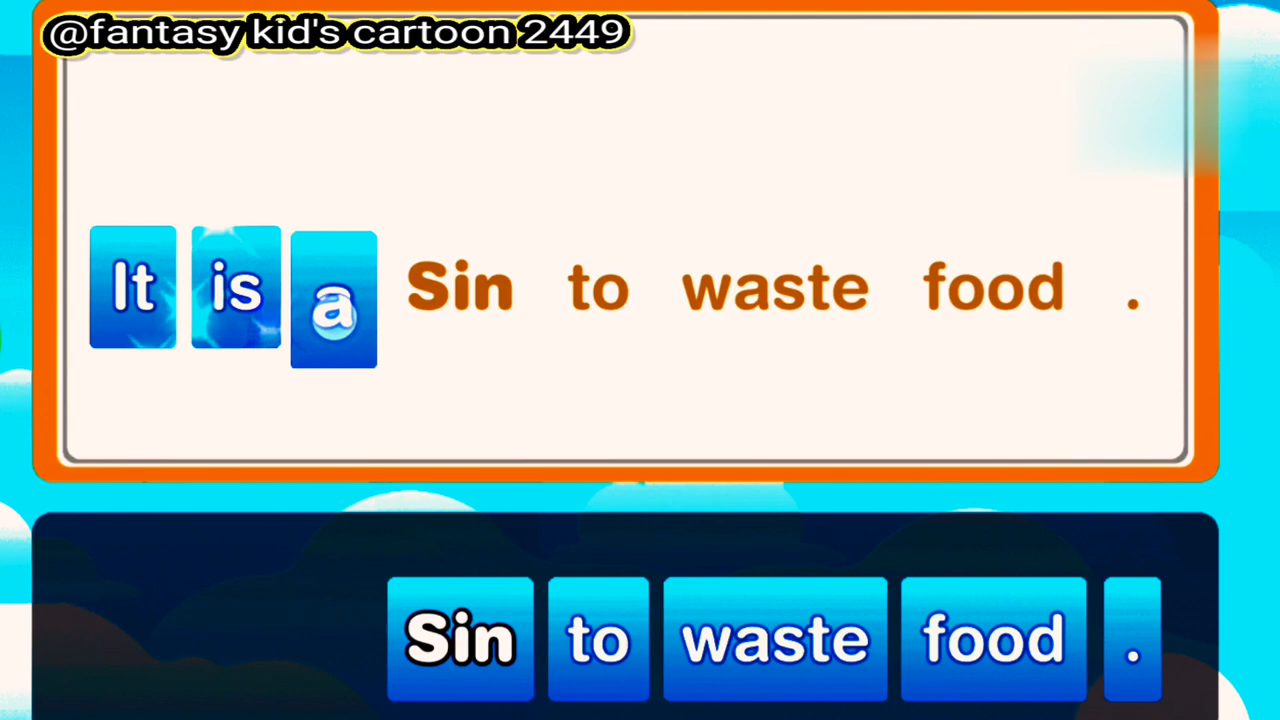 @fantasy kid's cartoon 2449
It is a Sin to waste food .
Sin to waste food .